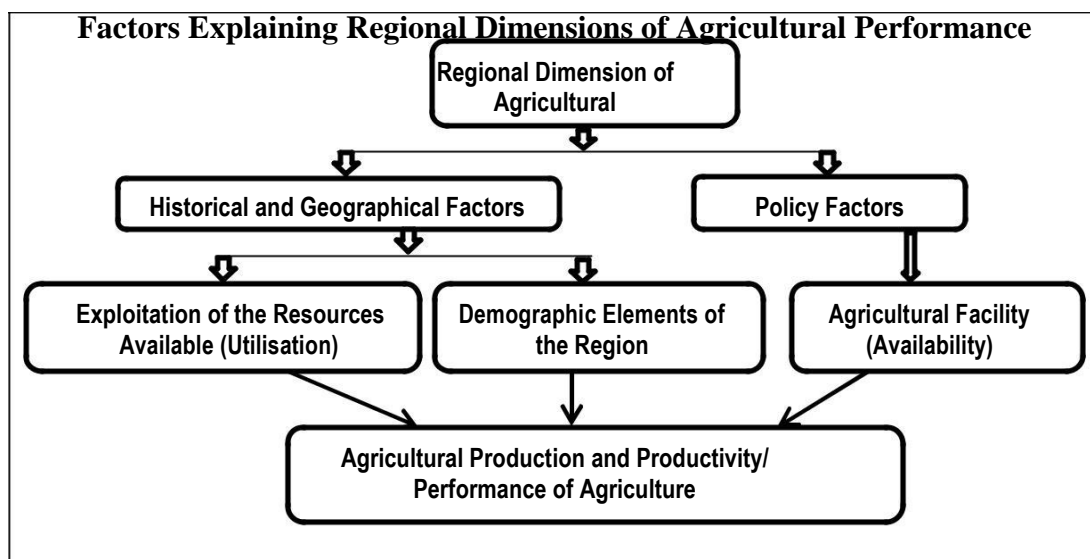 Factors Explaining Regional Dimensions of Agricultural Performance
Regional Dimension of
Agricultural
Historical and Geographical Factors
Policy Factors
Exploitation of the Resources
Available (Utilisation)
Demographic Elements of
the Region
Agricultural Facility
(Availability)
Agricultural Production and Productivity/
Performance of Agriculture